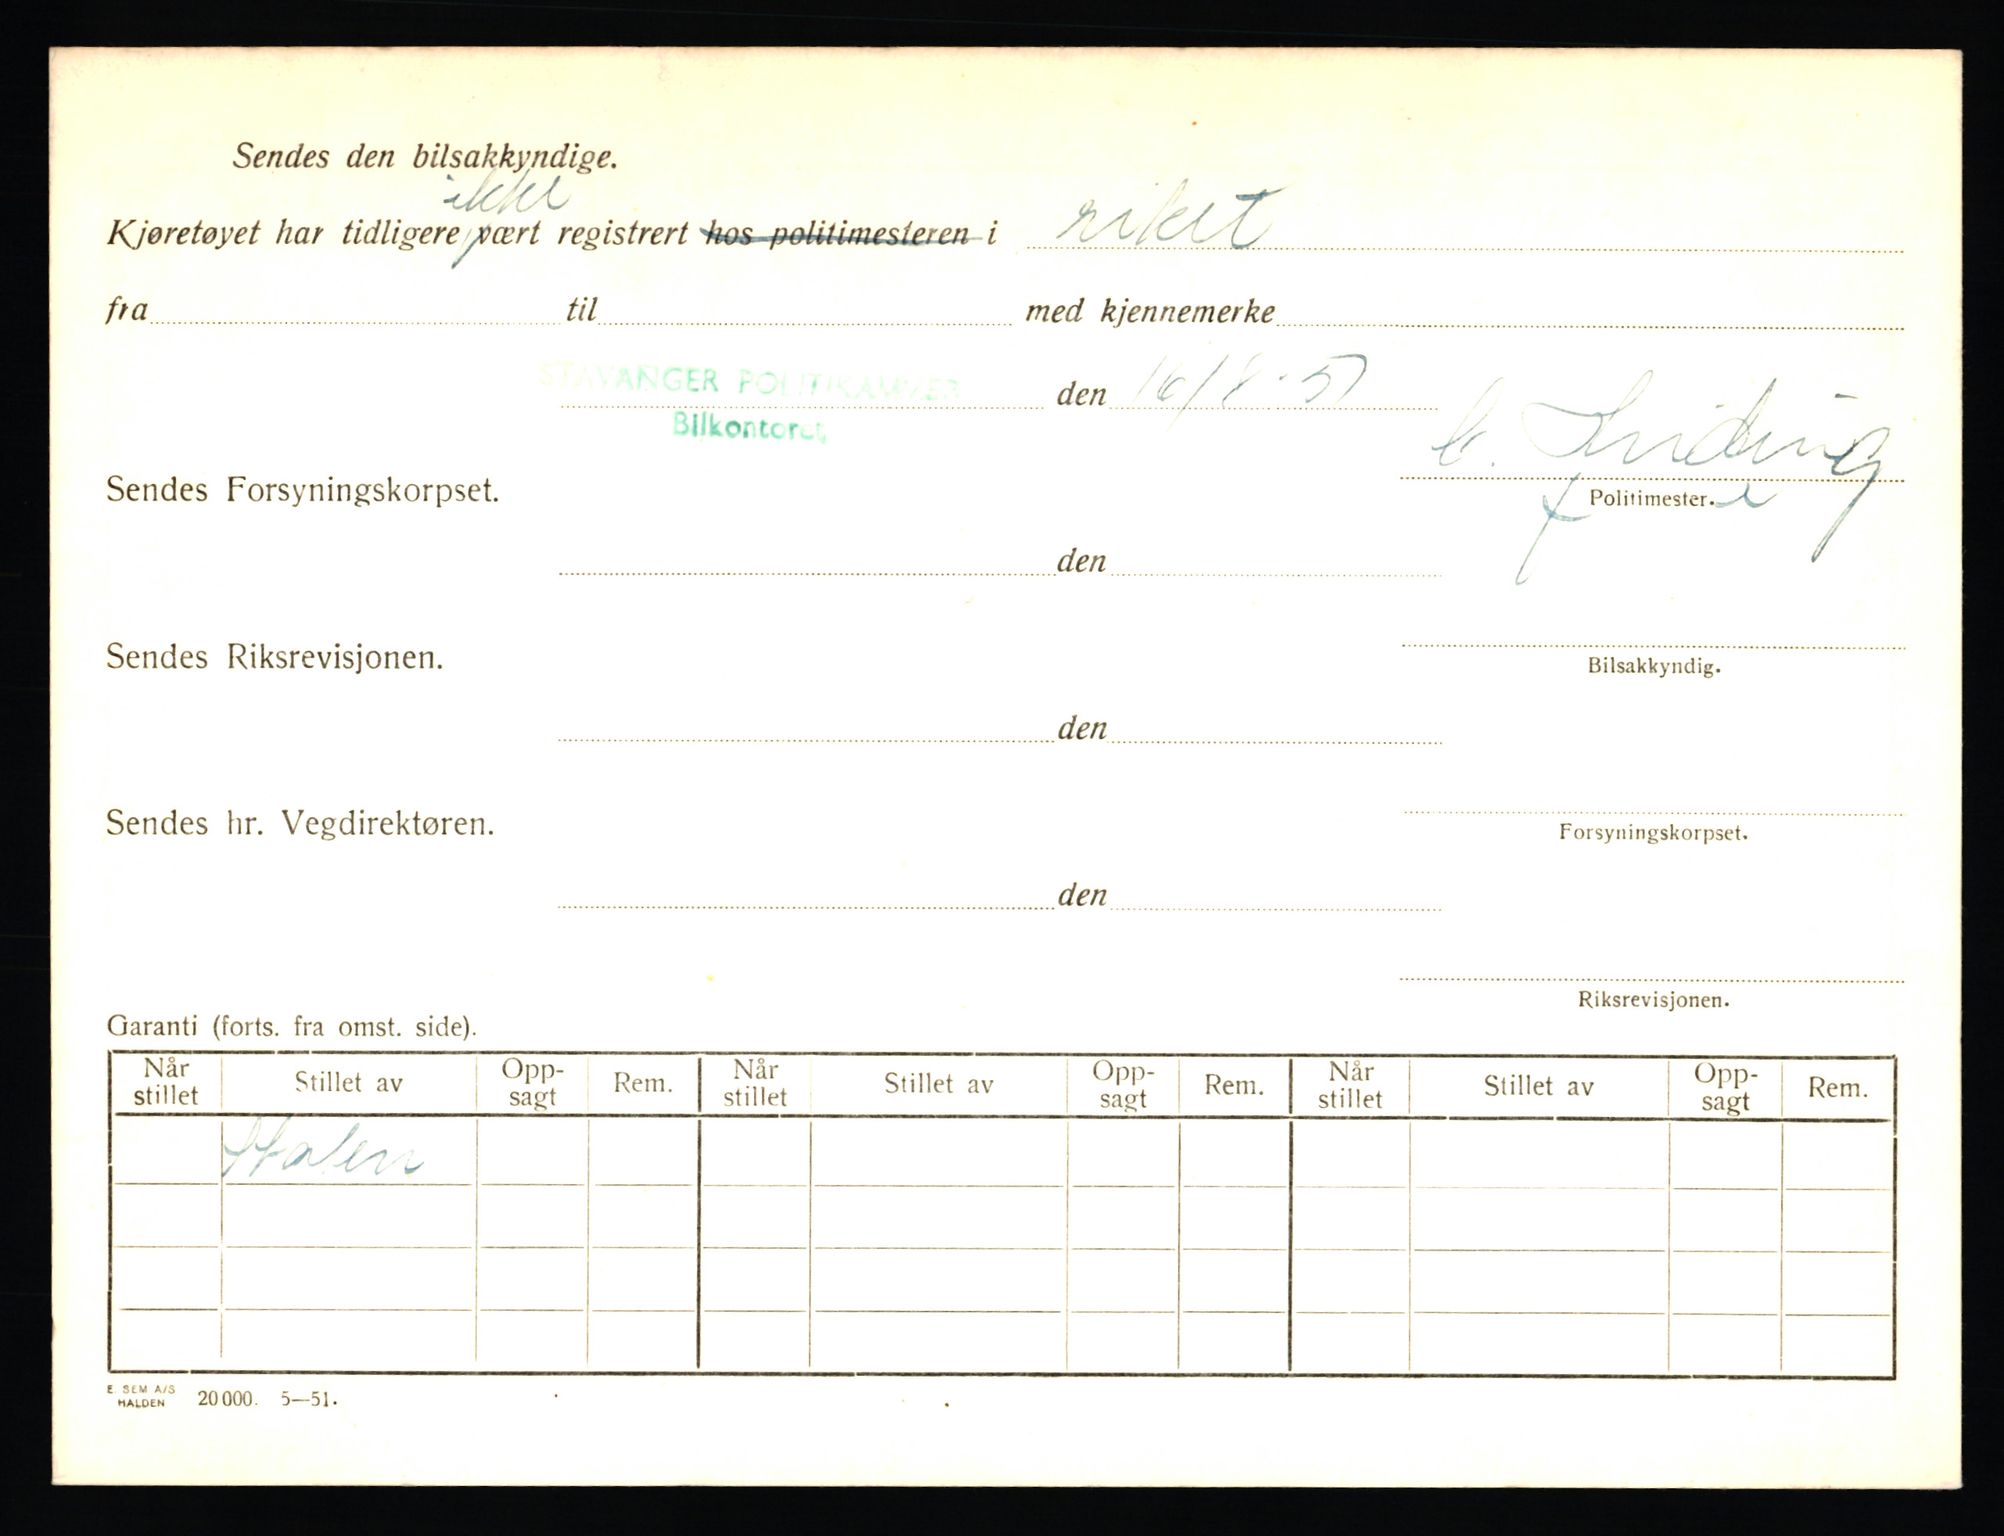 Sendes den bilsakkyndige.
ikke
Kjøretøyet har tidligere vært registrert hos politimesteren i riket
fra til med kjennemerke
STAVANGER POLITIKAMMER
Bilkontoret
den 16/8-51
Sendes Forsyningskorpset.
Politimester.
den
Sendes Riksrevisjonen.
Bilsakkyndig.
den
Sendes hr. Vegdirektøren.
Forsyningskorpset.
den
Riksrevisjonen.
Garanti (forts. fra omst. side).
Når stillet Stillet av Opp-sagt Rem. Når stillet Stillet av Opp-sagt Rem. Når stillet Stillet av Opp-sagt Rem.
E. SEM A/S
HALDEN 20 000. 5—51.